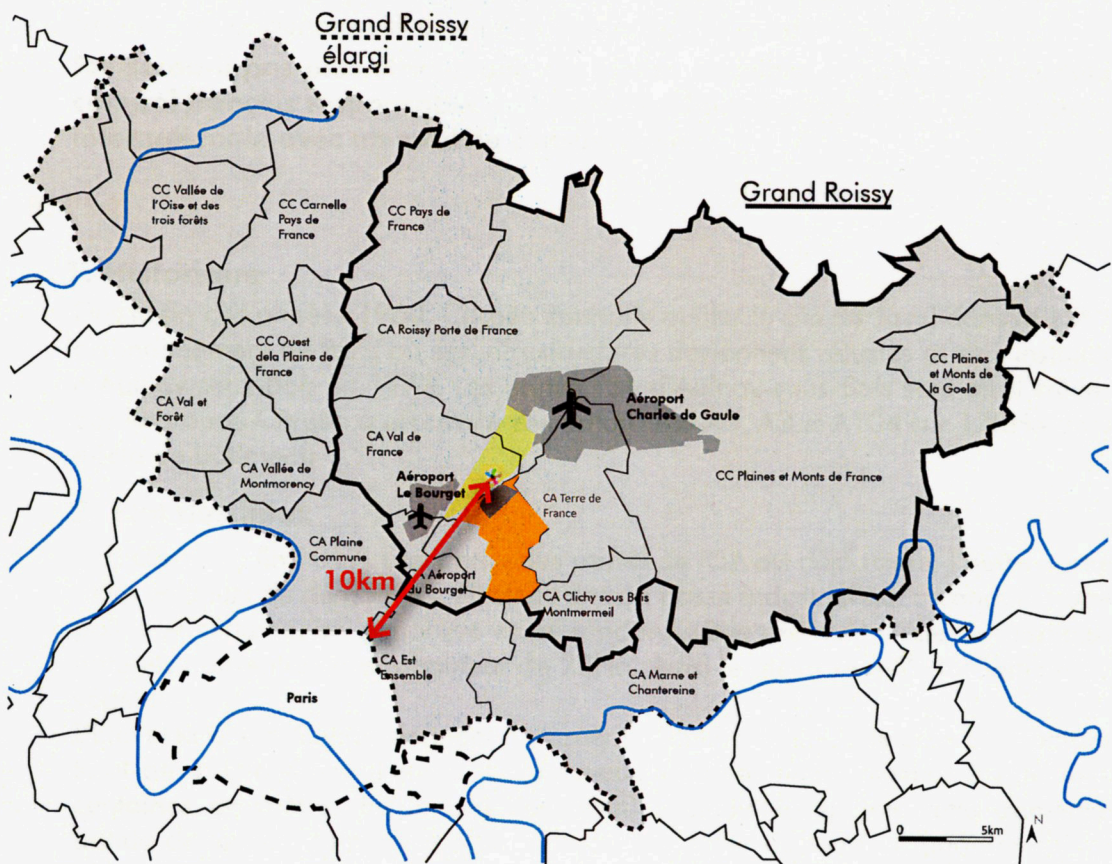 Grand Roissy
élargi
Grand Roissy
CC Vallée de
l'Oise et des
trois forêts
CC Carnelle
Pays de
France
CC Pays de
France
CA Roissy Porte de France
CC Ouest
dela Plaine de
France
CC Plaines
et Monts de
la Goele
CA Val et
Forêt
Aéroport
Charles de Gaule
CA Val de
France
CA Vallée de
Montmorency
Aéroport
Le Bourget
CC Plaines et Monts de France
CA Terre de
France
CA Plaine
Commune
10km
CA Aéroport
du Bourget
CA Clichy sous Bois
Montmermeil
CA Est
Ensemble
CA Marne et
Chantereine
Paris
0 5km
N